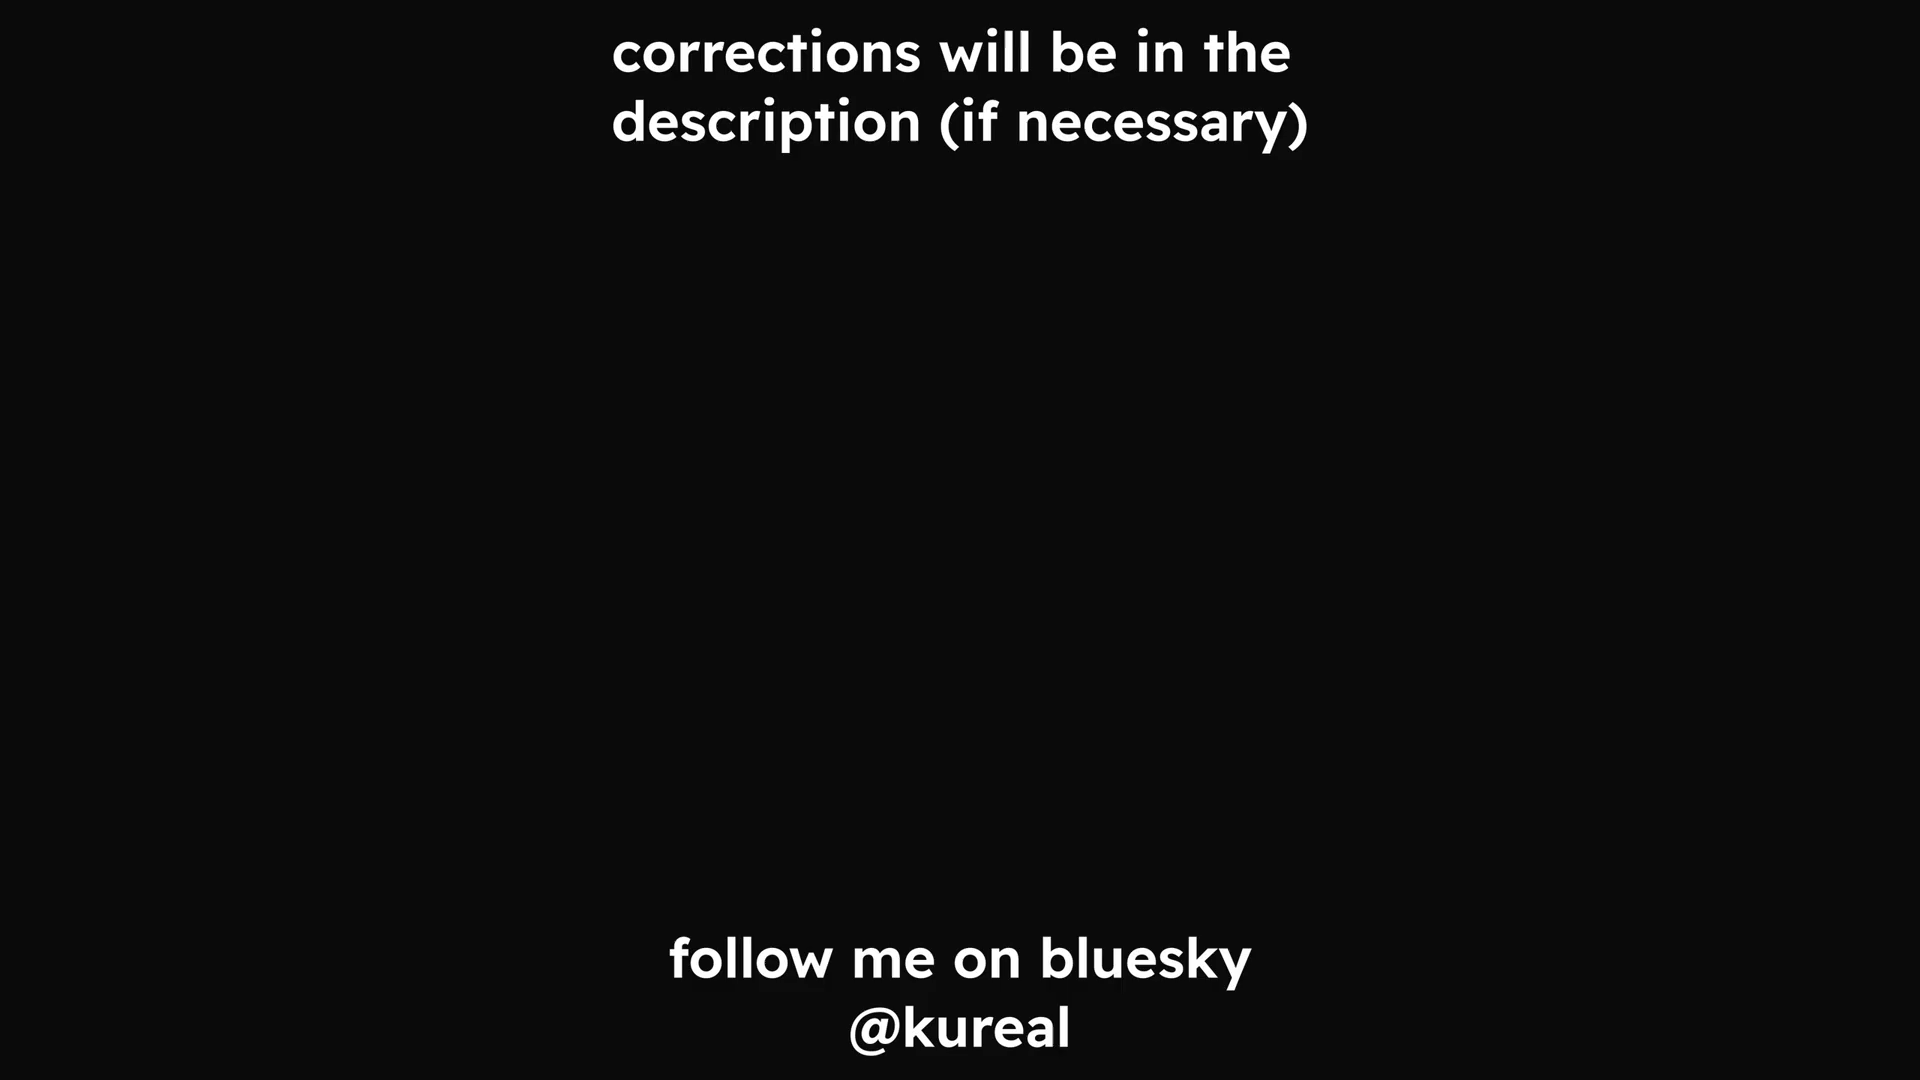 corrections will be in the
description (if necessary)
follow me on bluesky
@kureal